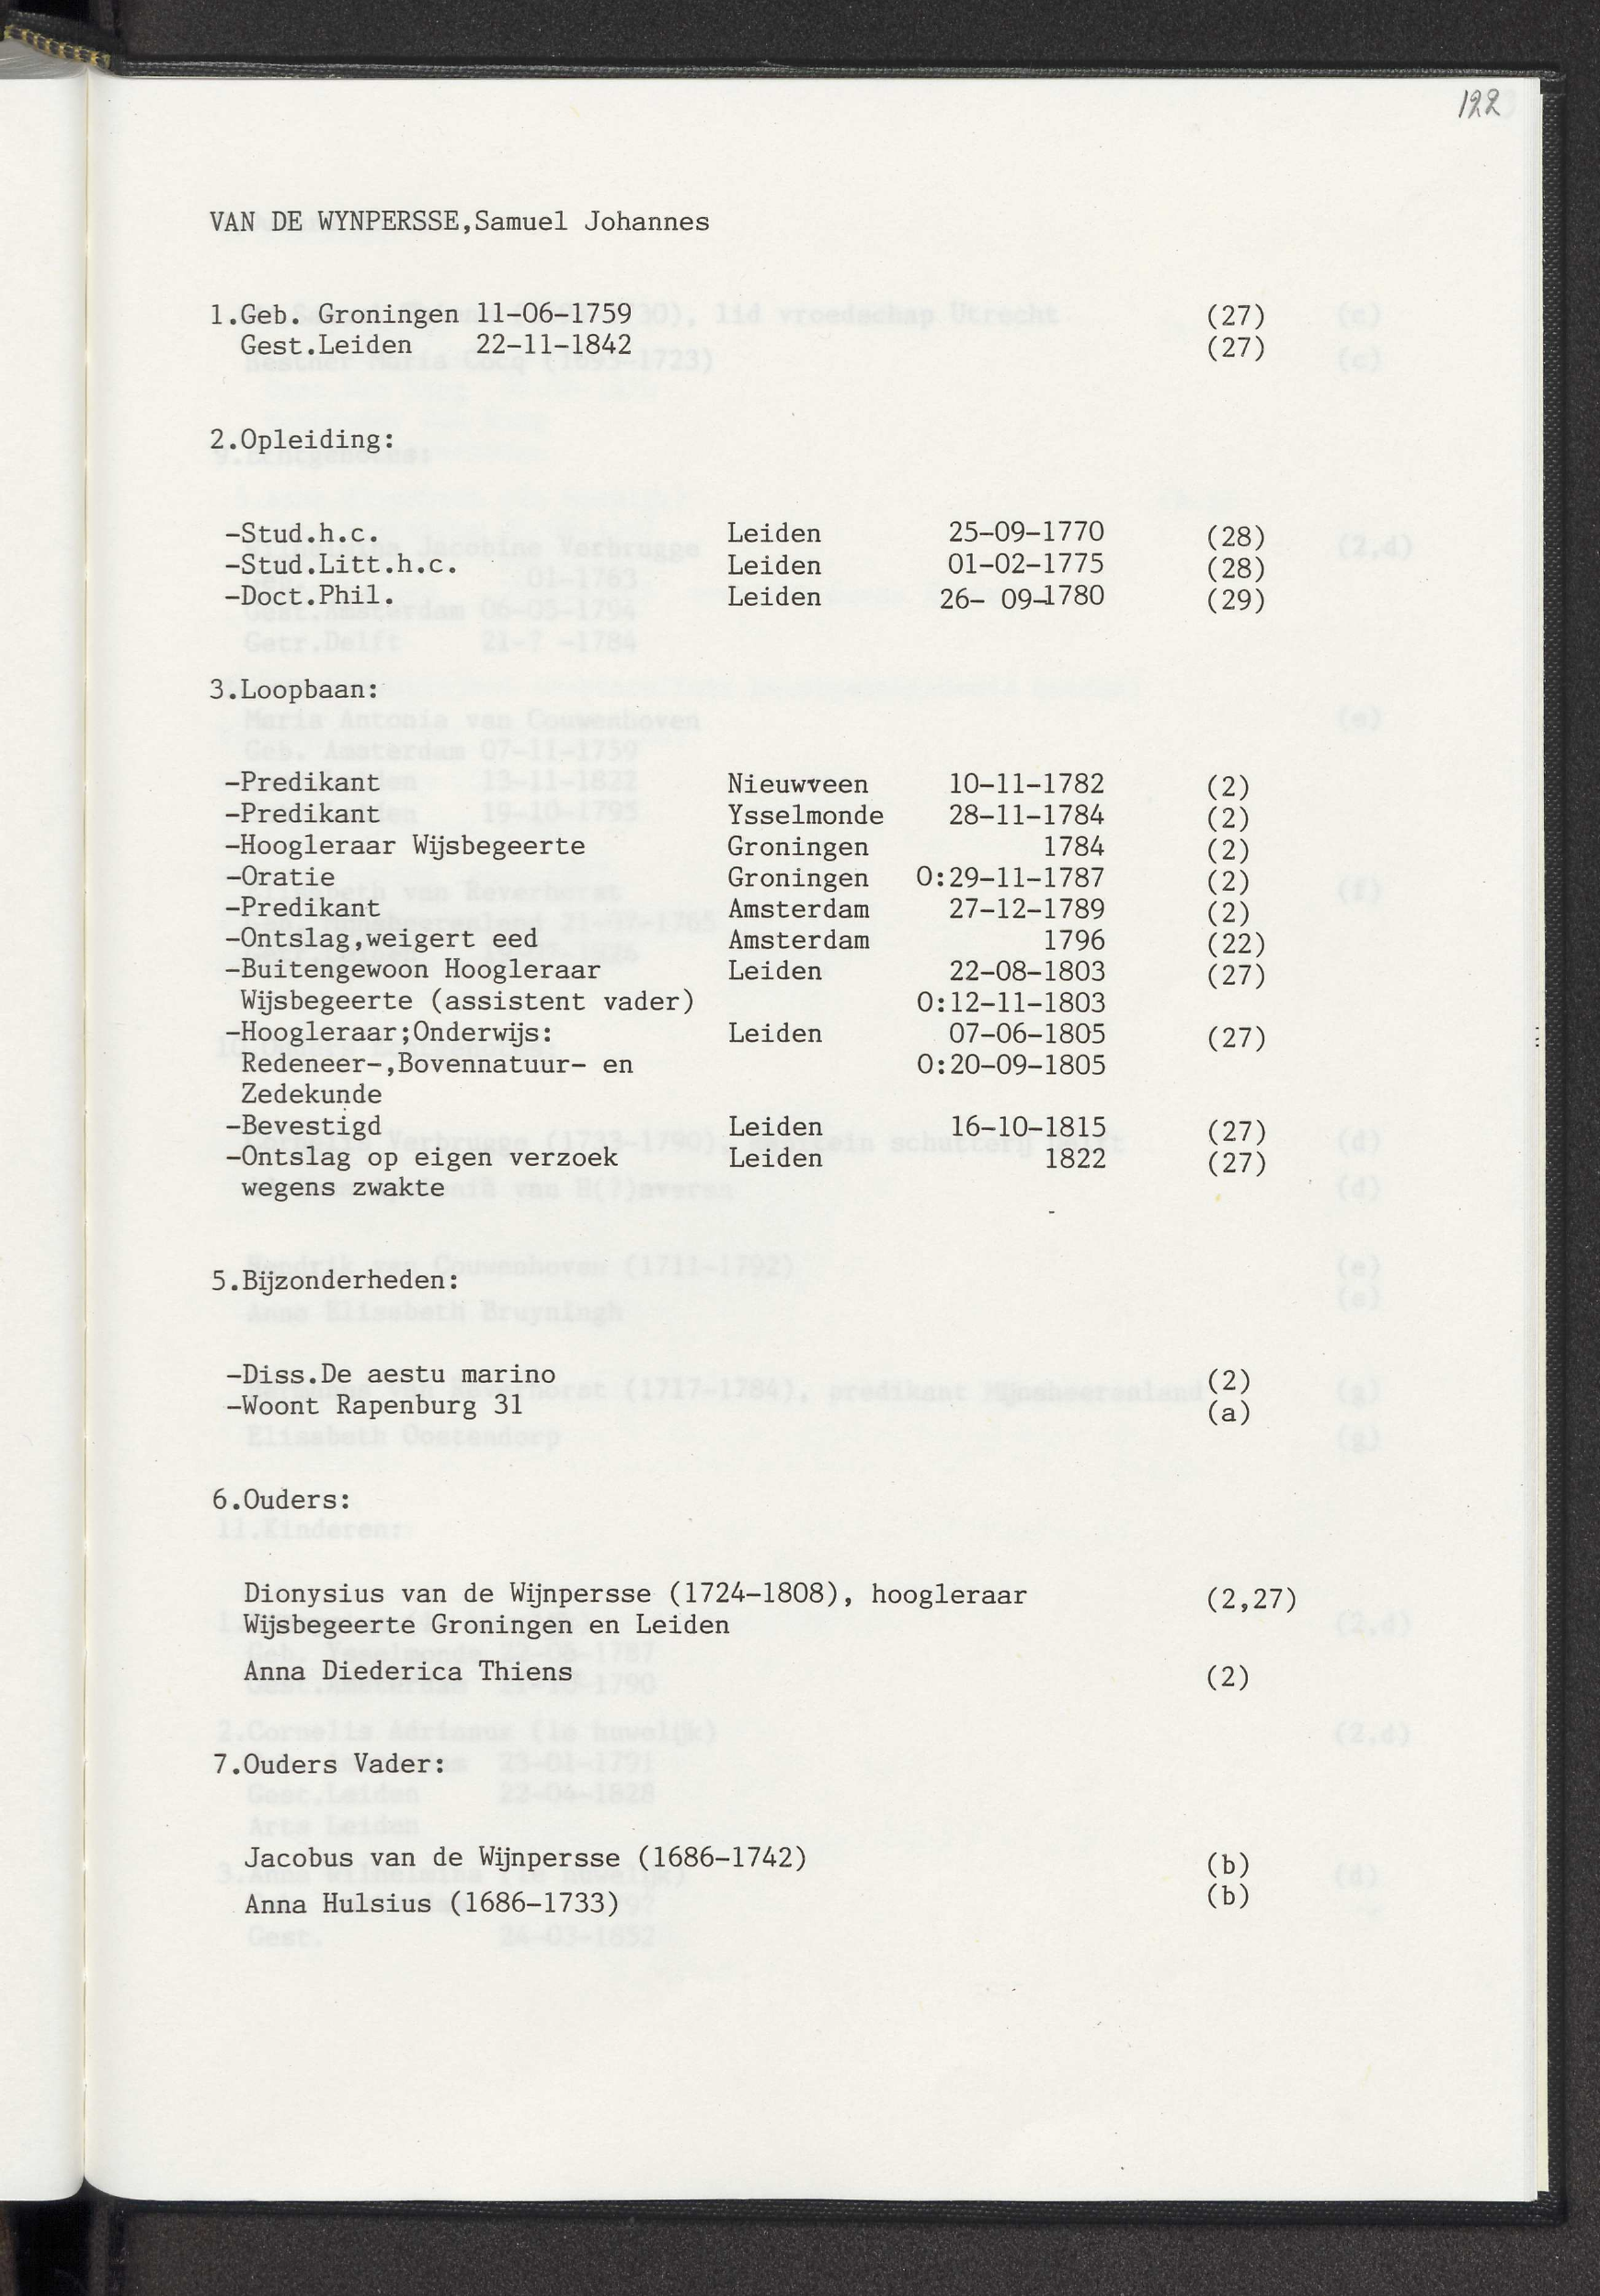 122
VAN DE WYNPERSSE,Samuel Johannes
1.Geb. Groningen 11-06-1759 (27)
Gest.Leiden 22-11-1842 (27)
2.Opleiding:
-Stud.h.c. Leiden 25-09-1770 (28)
-Stud.Litt.h.c. Leiden 01-02-1775 (28)
-Doct.Phil. Leiden 26- 09-1780 (29)
3.Loopbaan:
-Predikant Nieuwveen 10-11-1782 (2)
-Predikant Ysselmonde 28-11-1784 (2)
-Hoogleraar Wijsbegeerte Groningen 1784 (2)
-Oratie Groningen O:29-11-1787 (2)
-Predikant Amsterdam 27-12-1789 (2)
-Ontslag,weigert eed Amsterdam 1796 (22)
-Buitengewoon Hoogleraar Leiden 22-08-1803 (27)
Wijsbegeerte (assistent vader) O:12-11-1803
-Hoogleraar;Onderwijs: Leiden 07-06-1805 (27)
Redeneer-,Bovennatuur- en O:20-09-1805
Zedekunde
-Bevestigd Leiden 16-10-1815 (27)
-Ontslag op eigen verzoek Leiden 1822 (27)
wegens zwakte
5.Bijzonderheden:
-Diss.De aestu marino (2)
-Woont Rapenburg 31 (a)
6.Ouders:
Dionysius van de Wijnpersse (1724-1808), hoogleraar (2,27)
Wijsbegeerte Groningen en Leiden
Anna Diederica Thiens (2)
7.Ouders Vader:
Jacobus van de Wijnpersse (1686-1742) (b)
Anna Hulsius (1686-1733) (b)